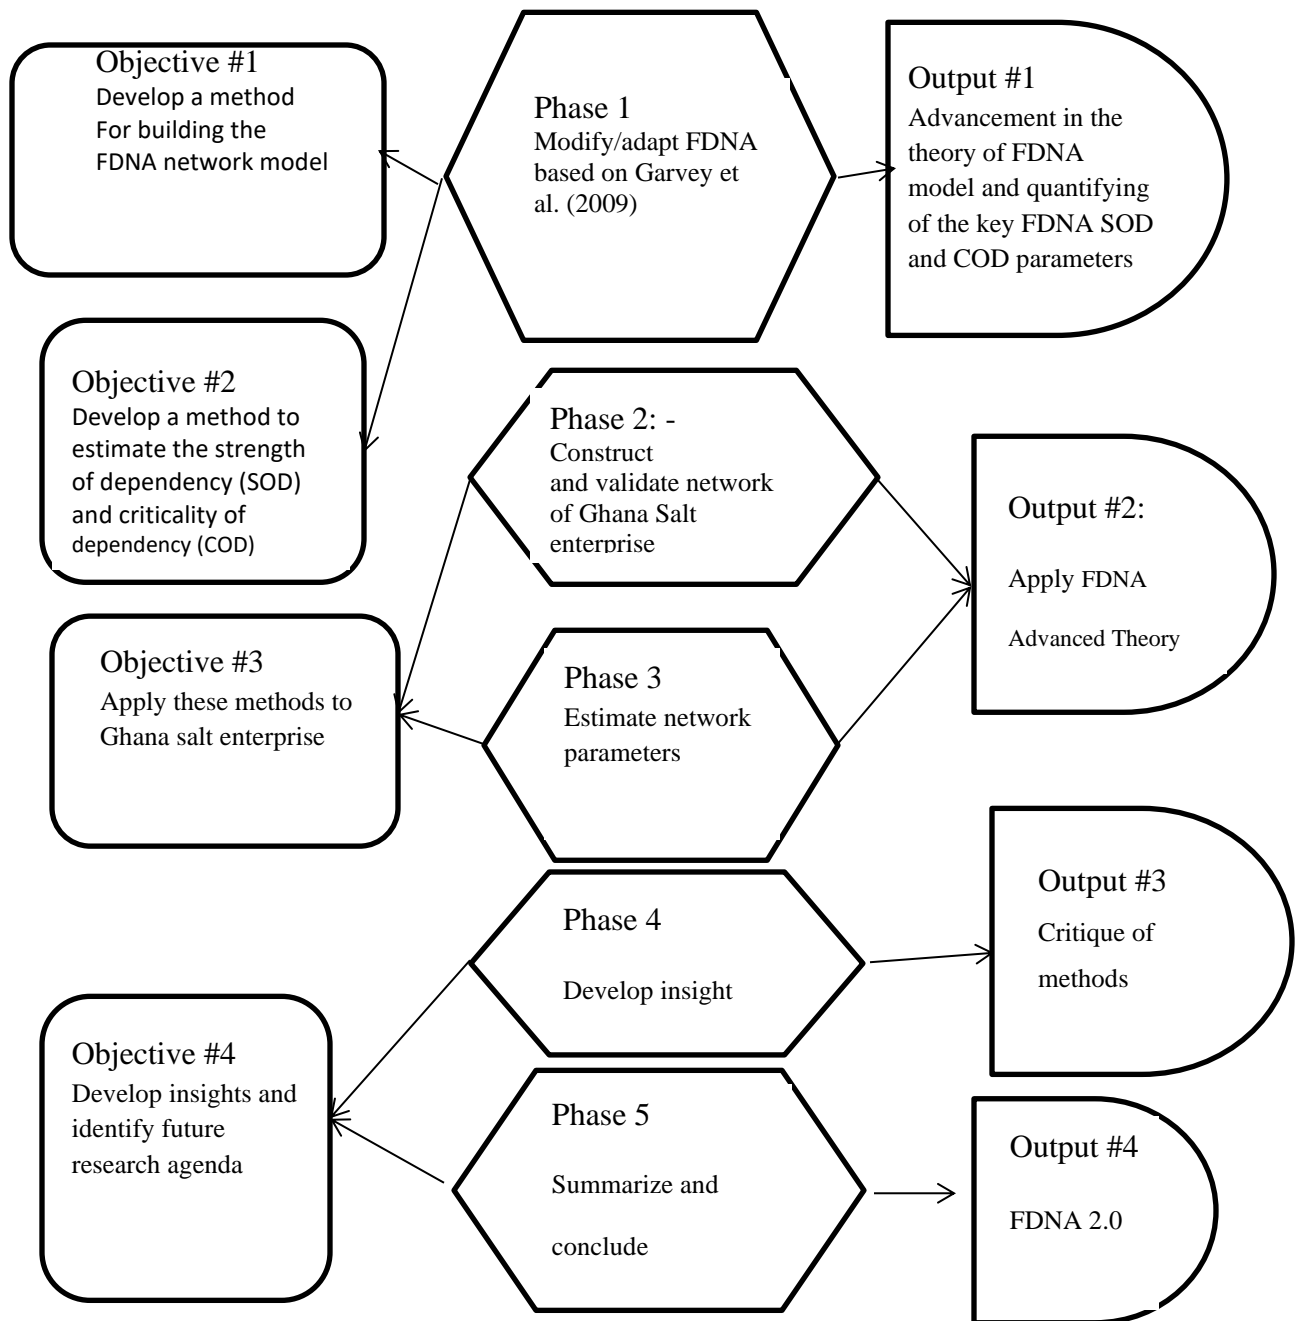 Objective #1
Develop a method
For building the
FDNA network model
Phase 1
Modify/adapt FDNA
based on Garvey et
al. (2009)
Output #1
Advancement in the
theory of FDNA
model and quantifying
of the key FDNA SOD
and COD parameters
Objective #2
Develop a method to
estimate the strength
of dependency (SOD)
and criticality of
dependency (COD)
Phase 2: -
Construct
and validate network
of Ghana Salt
enterprise
Output #2:
Apply FDNA
Advanced Theory
Objective #3
Apply these methods to
Ghana salt enterprise
Phase 3
Estimate network
parameters
Phase 4
Develop insight
Output #3
Critique of
methods
Objective #4
Develop insights and
identify future
research agenda
Phase 5
Summarize and
conclude
Output #4
FDNA 2.0